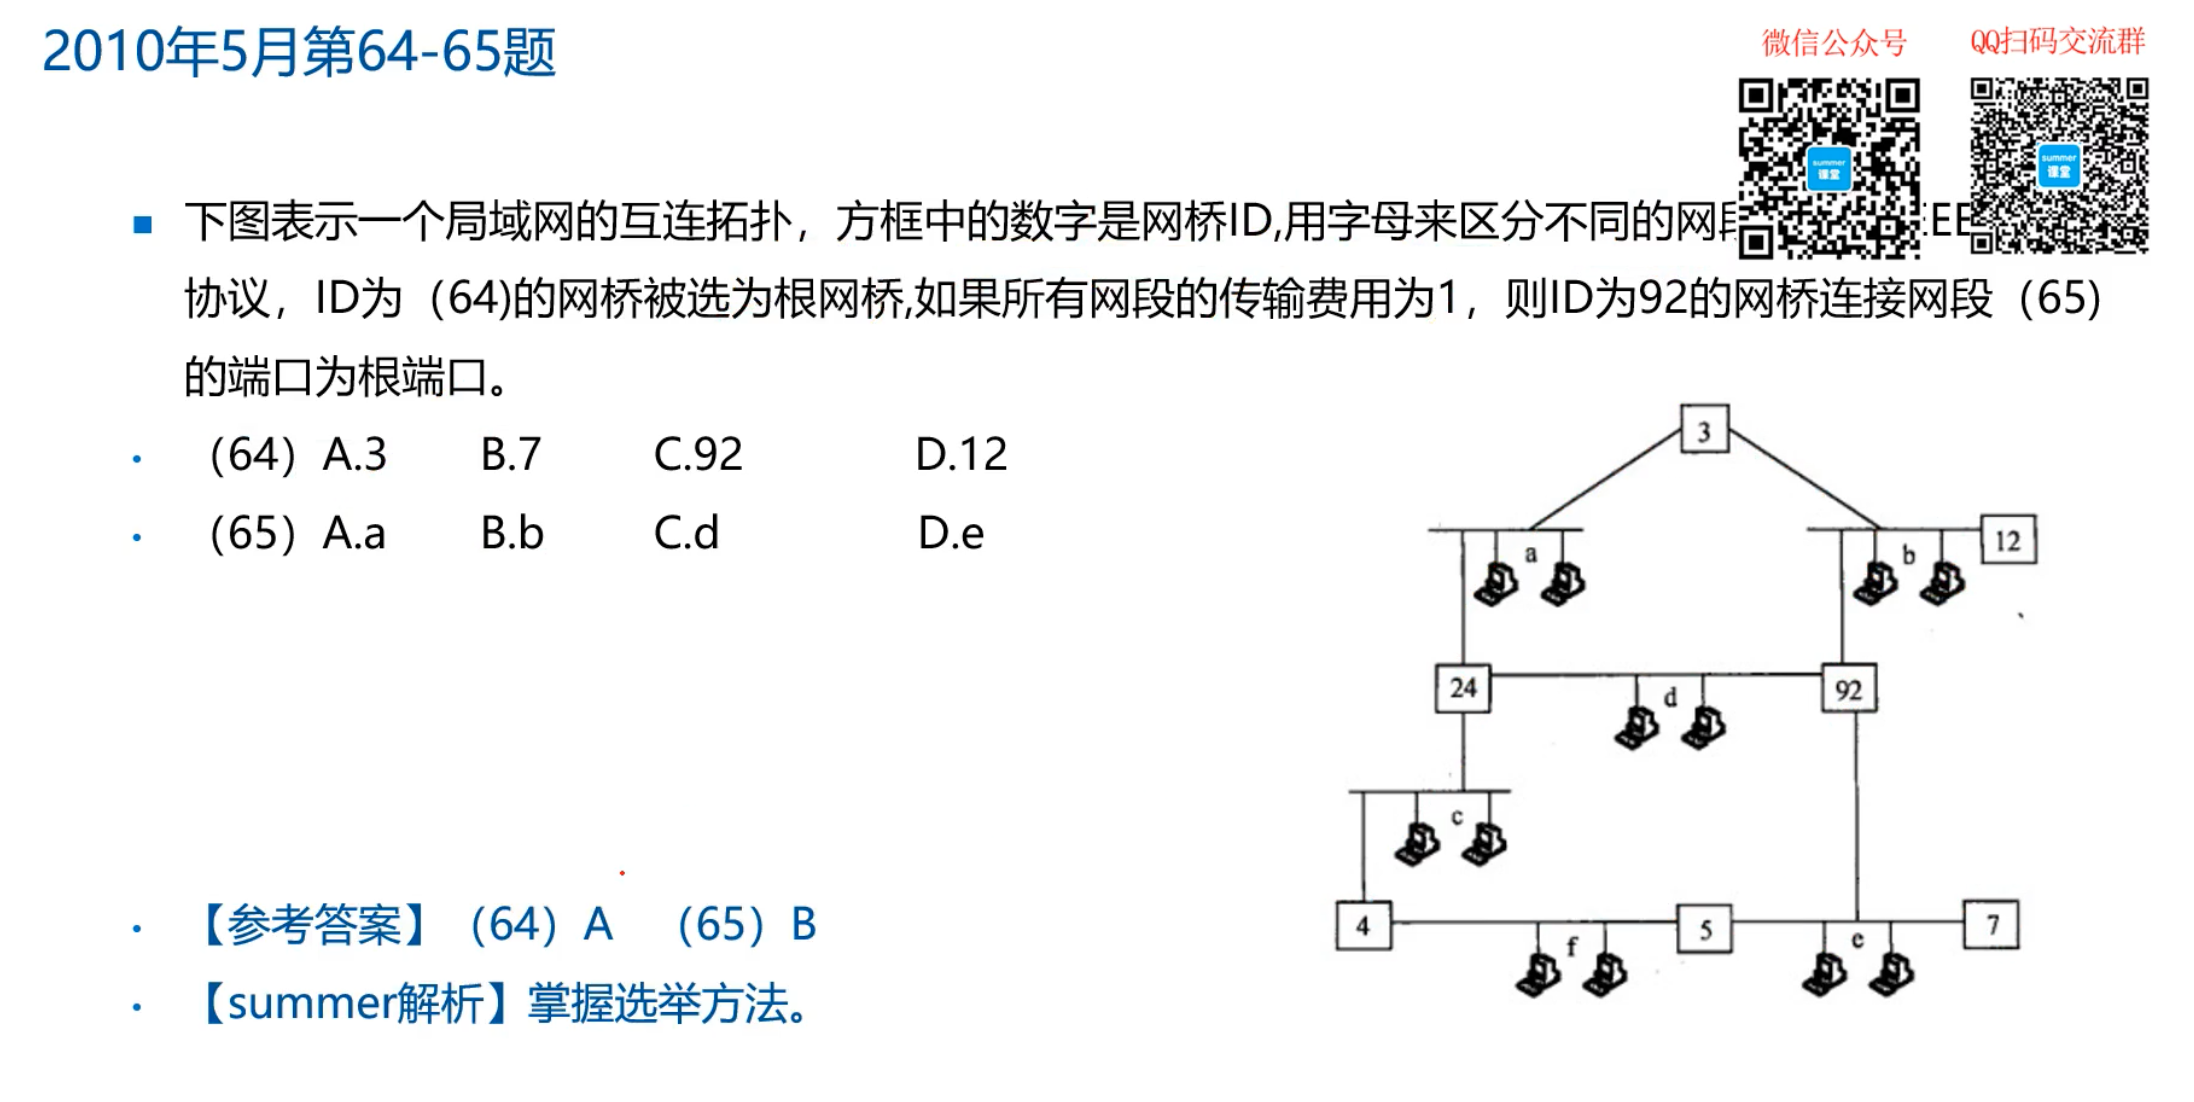 2010年5月第64-65题
微信公众号
QQ扫码交流群
summer
课堂
summer
课堂
下图表示一个局域网的互连拓扑，方框中的数字是网桥ID,用字母来区分不同的网段 EE
协议，ID为（64)的网桥被选为根网桥,如果所有网段的传输费用为1，则ID为92的网桥连接网段（65)
的端口为根端口。
（64）A.3 B.7 C.92 D.12
（65）A.a B.b C.d D.e
3
a
b
12
24
d
92
c
4
f
5
e
7
【参考答案】（64）A （65）B
【summer解析】掌握选举方法。